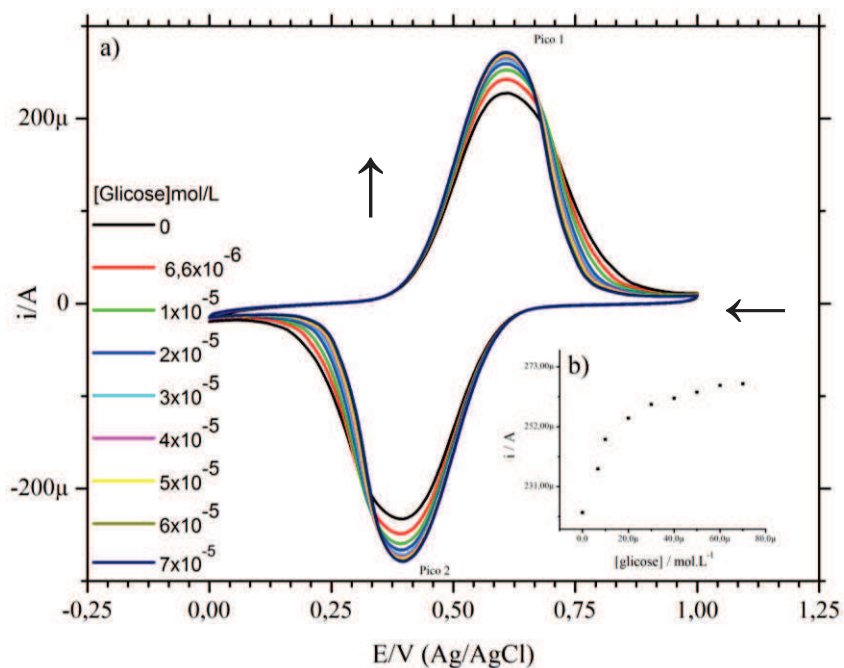 a)
Pico 1
200µ
0
-200µ
i/A
[Glicose]mol/L
0
6,6x10⁻⁶
1x10⁻⁵
2x10⁻⁵
3x10⁻⁵
4x10⁻⁵
5x10⁻⁵
6x10⁻⁵
7x10⁻⁵
Pico 2
b)
273,00µ
252,00µ
231,00µ
i / A
0,0 20,0µ 40,0µ 60,0µ 80,0µ
[glicose] / mol.L⁻¹
-0,25 0,00 0,25 0,50 0,75 1,00 1,25
E/V (Ag/AgCl)